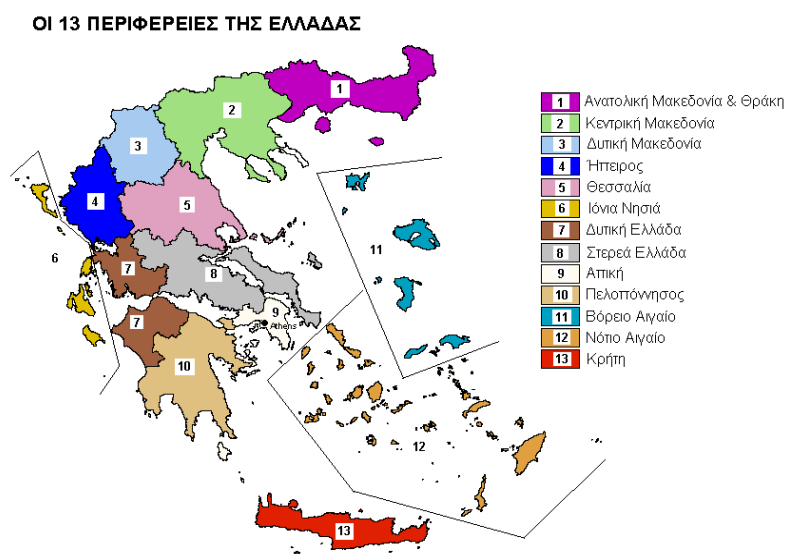 ΟΙ 13 ΠΕΡΙΦΕΡΕΙΕΣ ΤΗΣ ΕΛΛΑΔΑΣ
1
2
3
4
5
6
7
8
7
9
Athens
10
11
12
13
1 Ανατολική Μακεδονία & Θράκη
2 Κεντρική Μακεδονία
3 Δυτική Μακεδονία
4 Ήπειρος
5 Θεσσαλία
6 Ιόνια Νησιά
7 Δυτική Ελλάδα
8 Στερεά Ελλάδα
9 Αττική
10 Πελοπόννησος
11 Βόρειο Αιγαίο
12 Νότιο Αιγαίο
13 Κρήτη